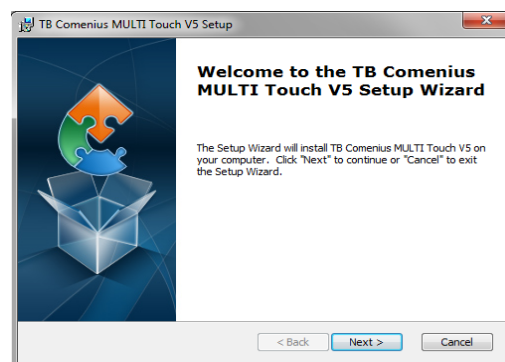 TB Comenius MULTI Touch V5 Setup
Welcome to the TB Comenius
MULTI Touch V5 Setup Wizard
The Setup Wizard will install TB Comenius MULTI Touch V5 on
your computer. Click "Next" to continue or "Cancel" to exit
the Setup Wizard.
< Back Next > Cancel